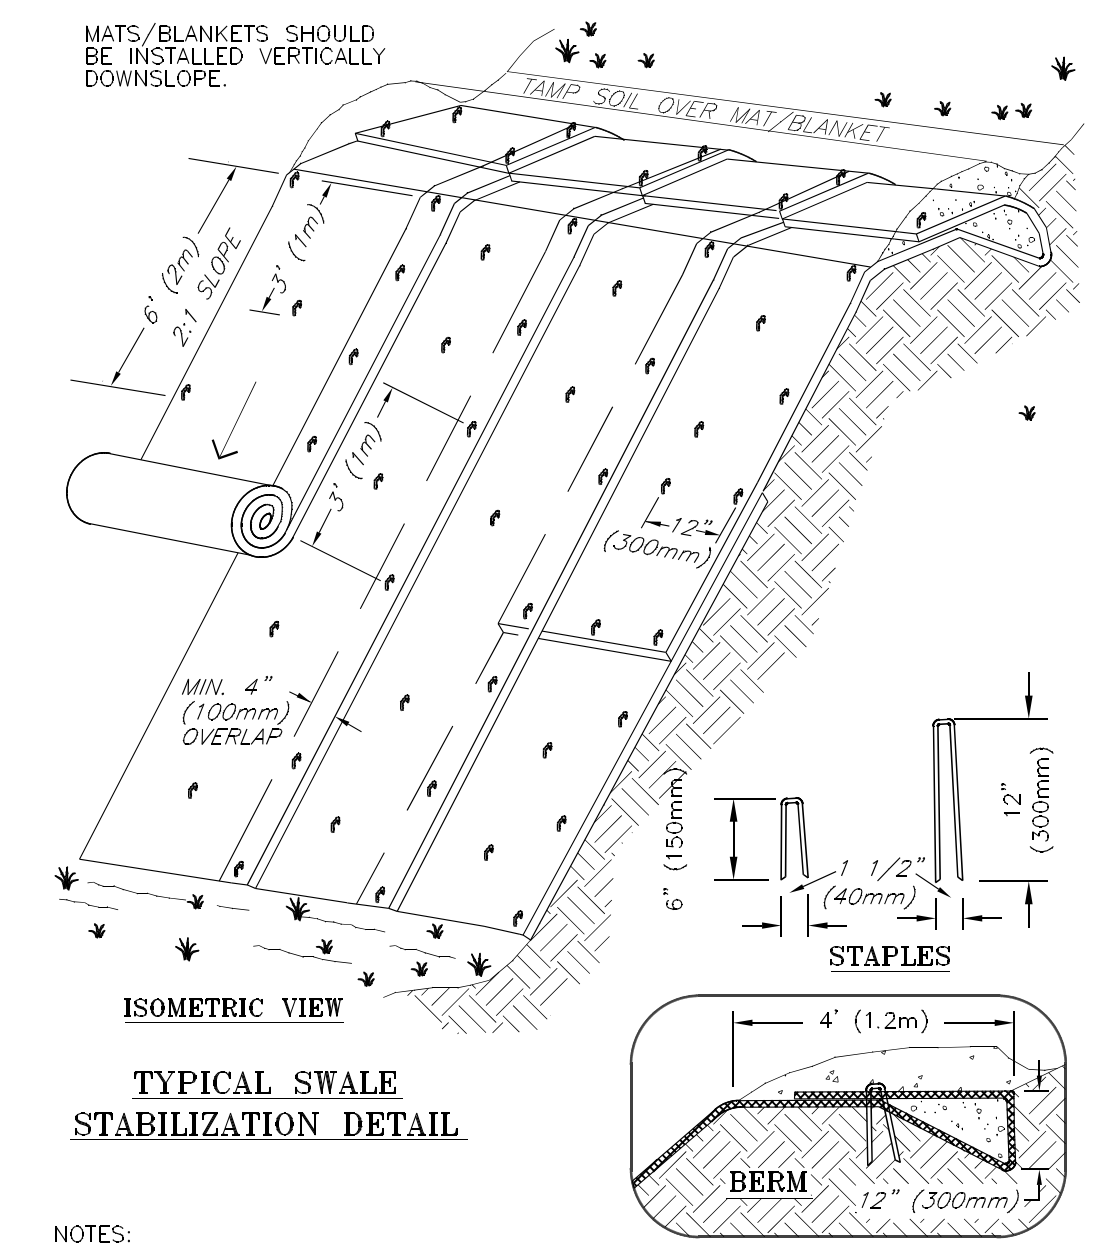 MATS/BLANKETS SHOULD
BE INSTALLED VERTICALLY
DOWNSLOPE.
TAMP SOIL OVER MAT/BLANKET
6' (2m)
2:1 SLOPE
3' (1m)
3' (1m)
12"
(300mm)
MIN. 4"
(100mm)
OVERLAP
6" (150mm)
12"
(300mm)
1 1/2"
(40mm)
STAPLES
ISOMETRIC VIEW
TYPICAL SWALE
STABILIZATION DETAIL
4' (1.2m)
BERM
12" (300mm)
NOTES: